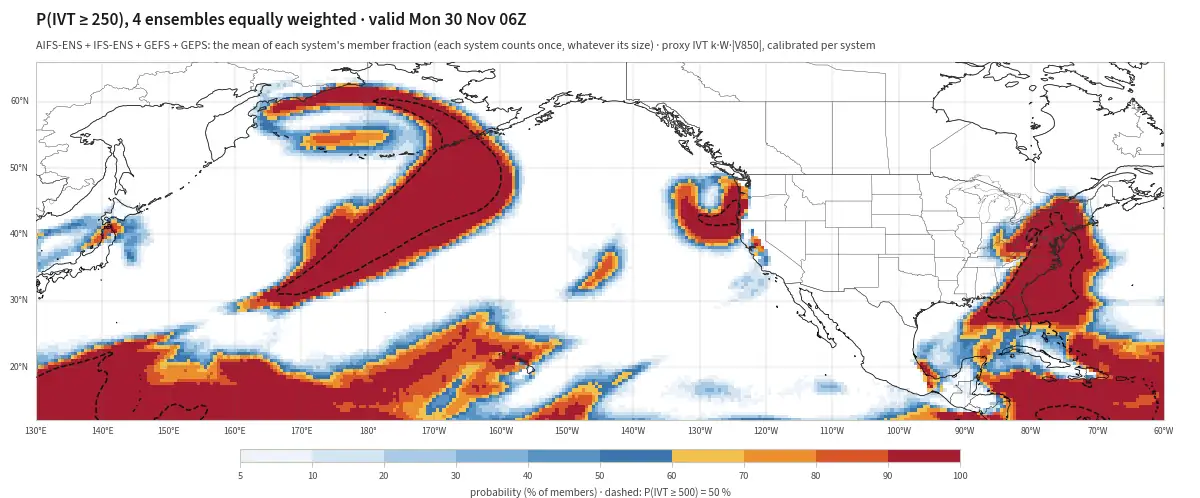 P(IVT ≥ 250), 4 ensembles equally weighted · valid Mon 30 Nov 06Z
AIFS-ENS + IFS-ENS + GEFS + GEPS: the mean of each system's member fraction (each system counts once, whatever its size) · proxy IVT k·W·|V850|, calibrated per system
60°N
50°N
40°N
30°N
20°N
130°E 140°E 150°E 160°E 170°E 180° 170°W 160°W 150°W 140°W 130°W 120°W 110°W 100°W 90°W 80°W 70°W 60°W
5 10 20 30 40 50 60 70 80 90 100
probability (% of members) · dashed: P(IVT ≥ 500) = 50 %